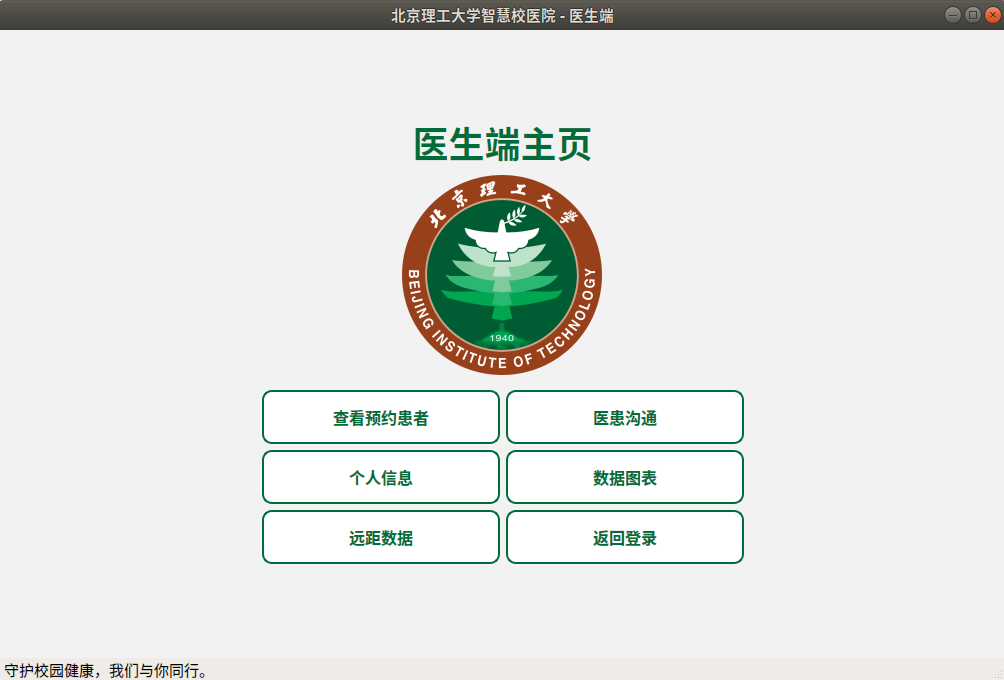 北京理工大学智慧校医院 - 医生端
医生端主页
北京理工大学
BEIJING INSTITUTE OF TECHNOLOGY
1940
查看预约患者
医患沟通
个人信息
数据图表
远距数据
返回登录
守护校园健康，我们与你同行。